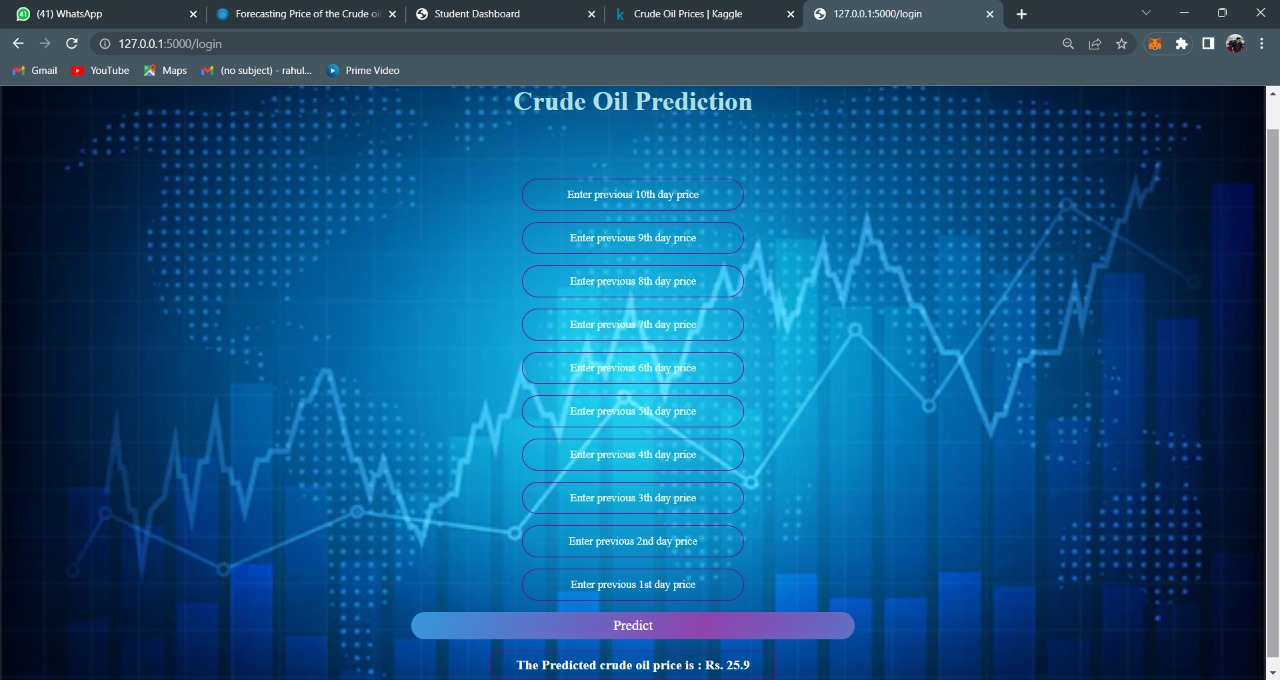 (41) WhatsApp
Forecasting Price of the Crude oi
Student Dashboard
Crude Oil Prices | Kaggle
127.0.0.1:5000/login
127.0.0.1:5000/login
Gmail
YouTube
Maps
(no subject) - rahul...
Prime Video
Crude Oil Prediction
Enter previous 10th day price
Enter previous 9th day price
Enter previous 8th day price
Enter previous 7th day price
Enter previous 6th day price
Enter previous 5th day price
Enter previous 4th day price
Enter previous 3th day price
Enter previous 2nd day price
Enter previous 1st day price
Predict
The Predicted crude oil price is : Rs. 25.9